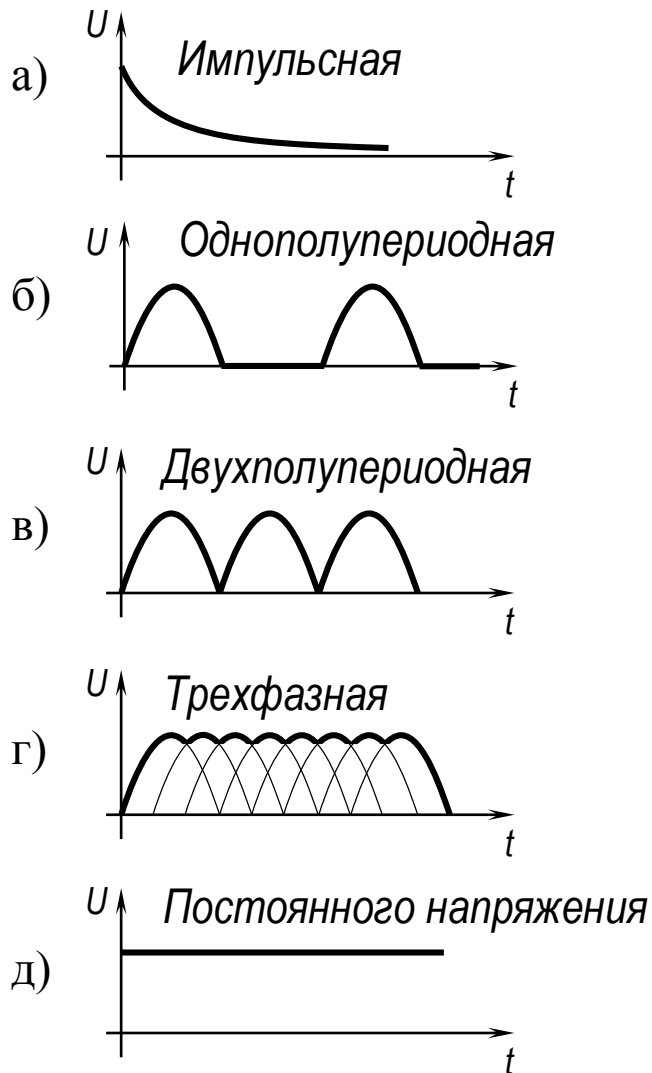 U
Импульсная
а)
t
U
Однополупериодная
б)
t
U
Двухполупериодная
в)
t
U
Трехфазная
г)
t
U
Постоянного напряжения
д)
t